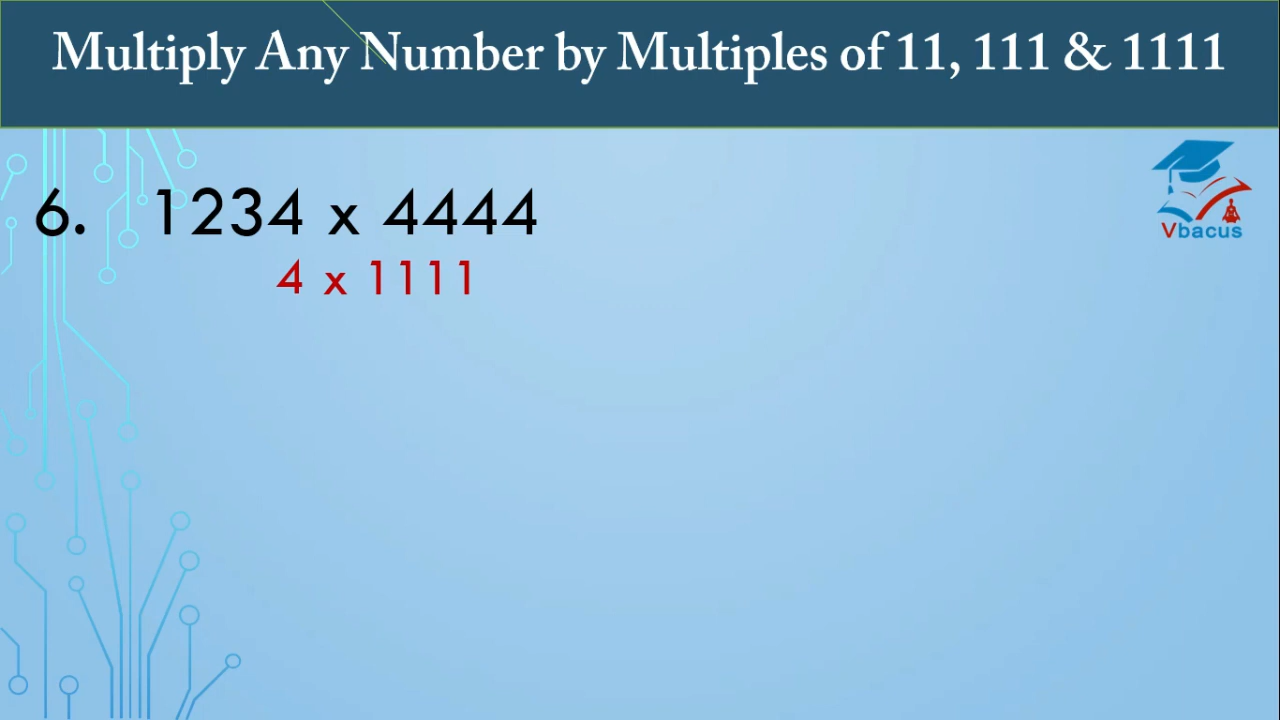 Multiply Any Number by Multiples of 11, 111 & 1111
Vbacus
6. 1234 x 4444
4 x 1111